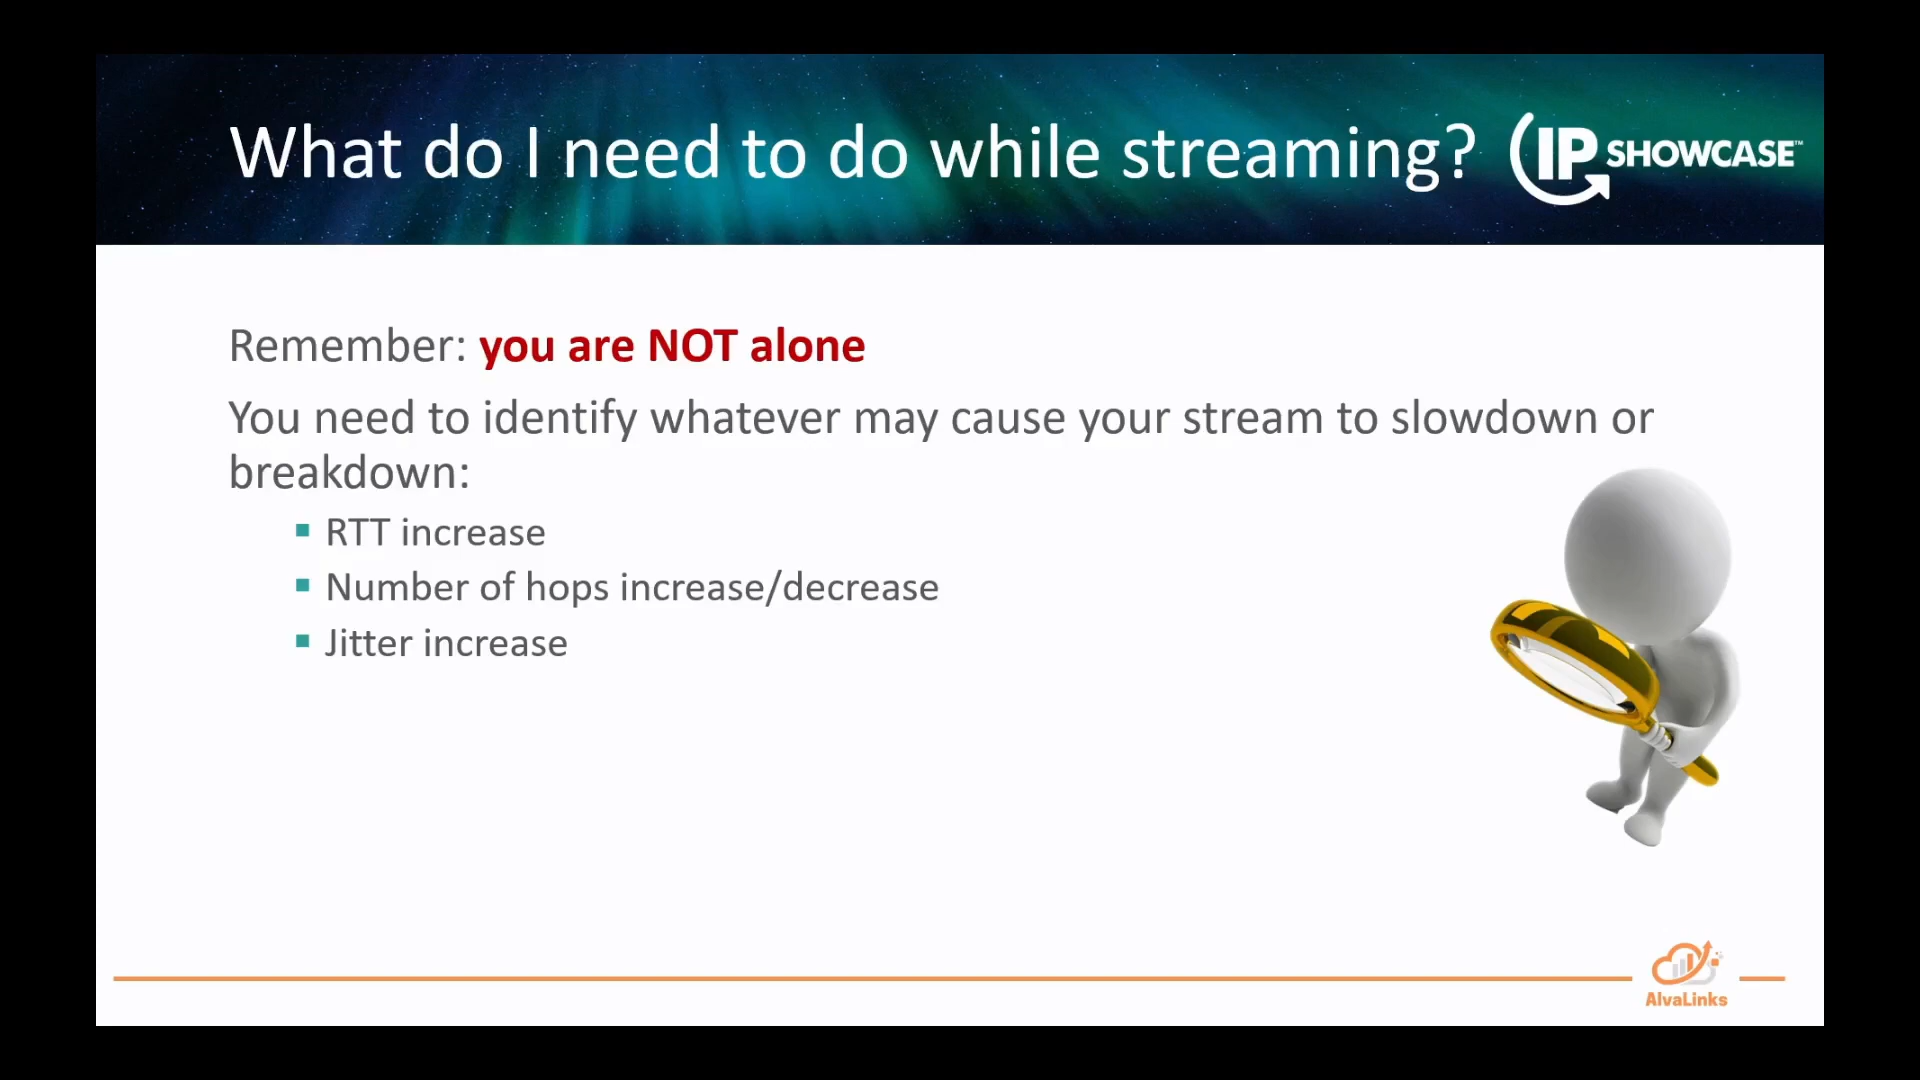 What do I need to do while streaming?
IP SHOWCASE™
Remember: you are NOT alone
You need to identify whatever may cause your stream to slowdown or
breakdown:
▪ RTT increase
▪ Number of hops increase/decrease
▪ Jitter increase
AlvaLinks